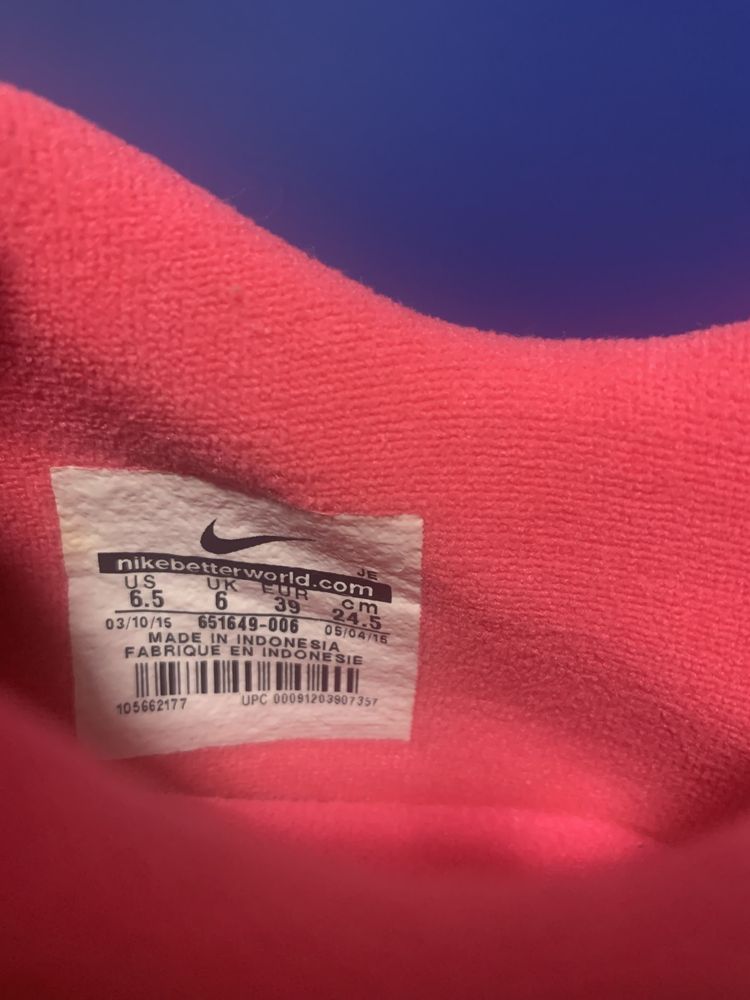 nikebetterworld.com JE
US UK EUR cm
6.5 6 39 24.5
03/10/15 651649-006 05/04/15
MADE IN INDONESIA
FABRIQUE EN INDONESIE
105662177 UPC 00091203907357